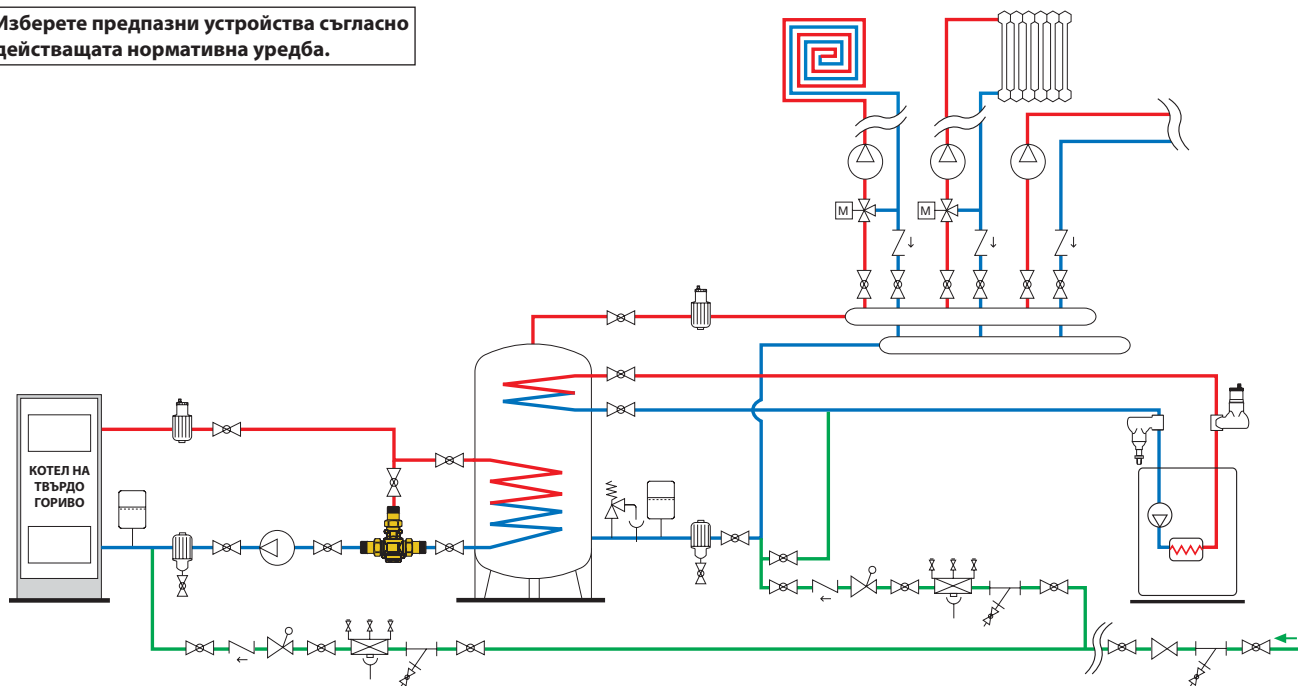 Изберете предпазни устройства съгласно
действащата нормативна уредба.
M
M
КОТЕЛ НА
ТВЪРДО
ГОРИВО